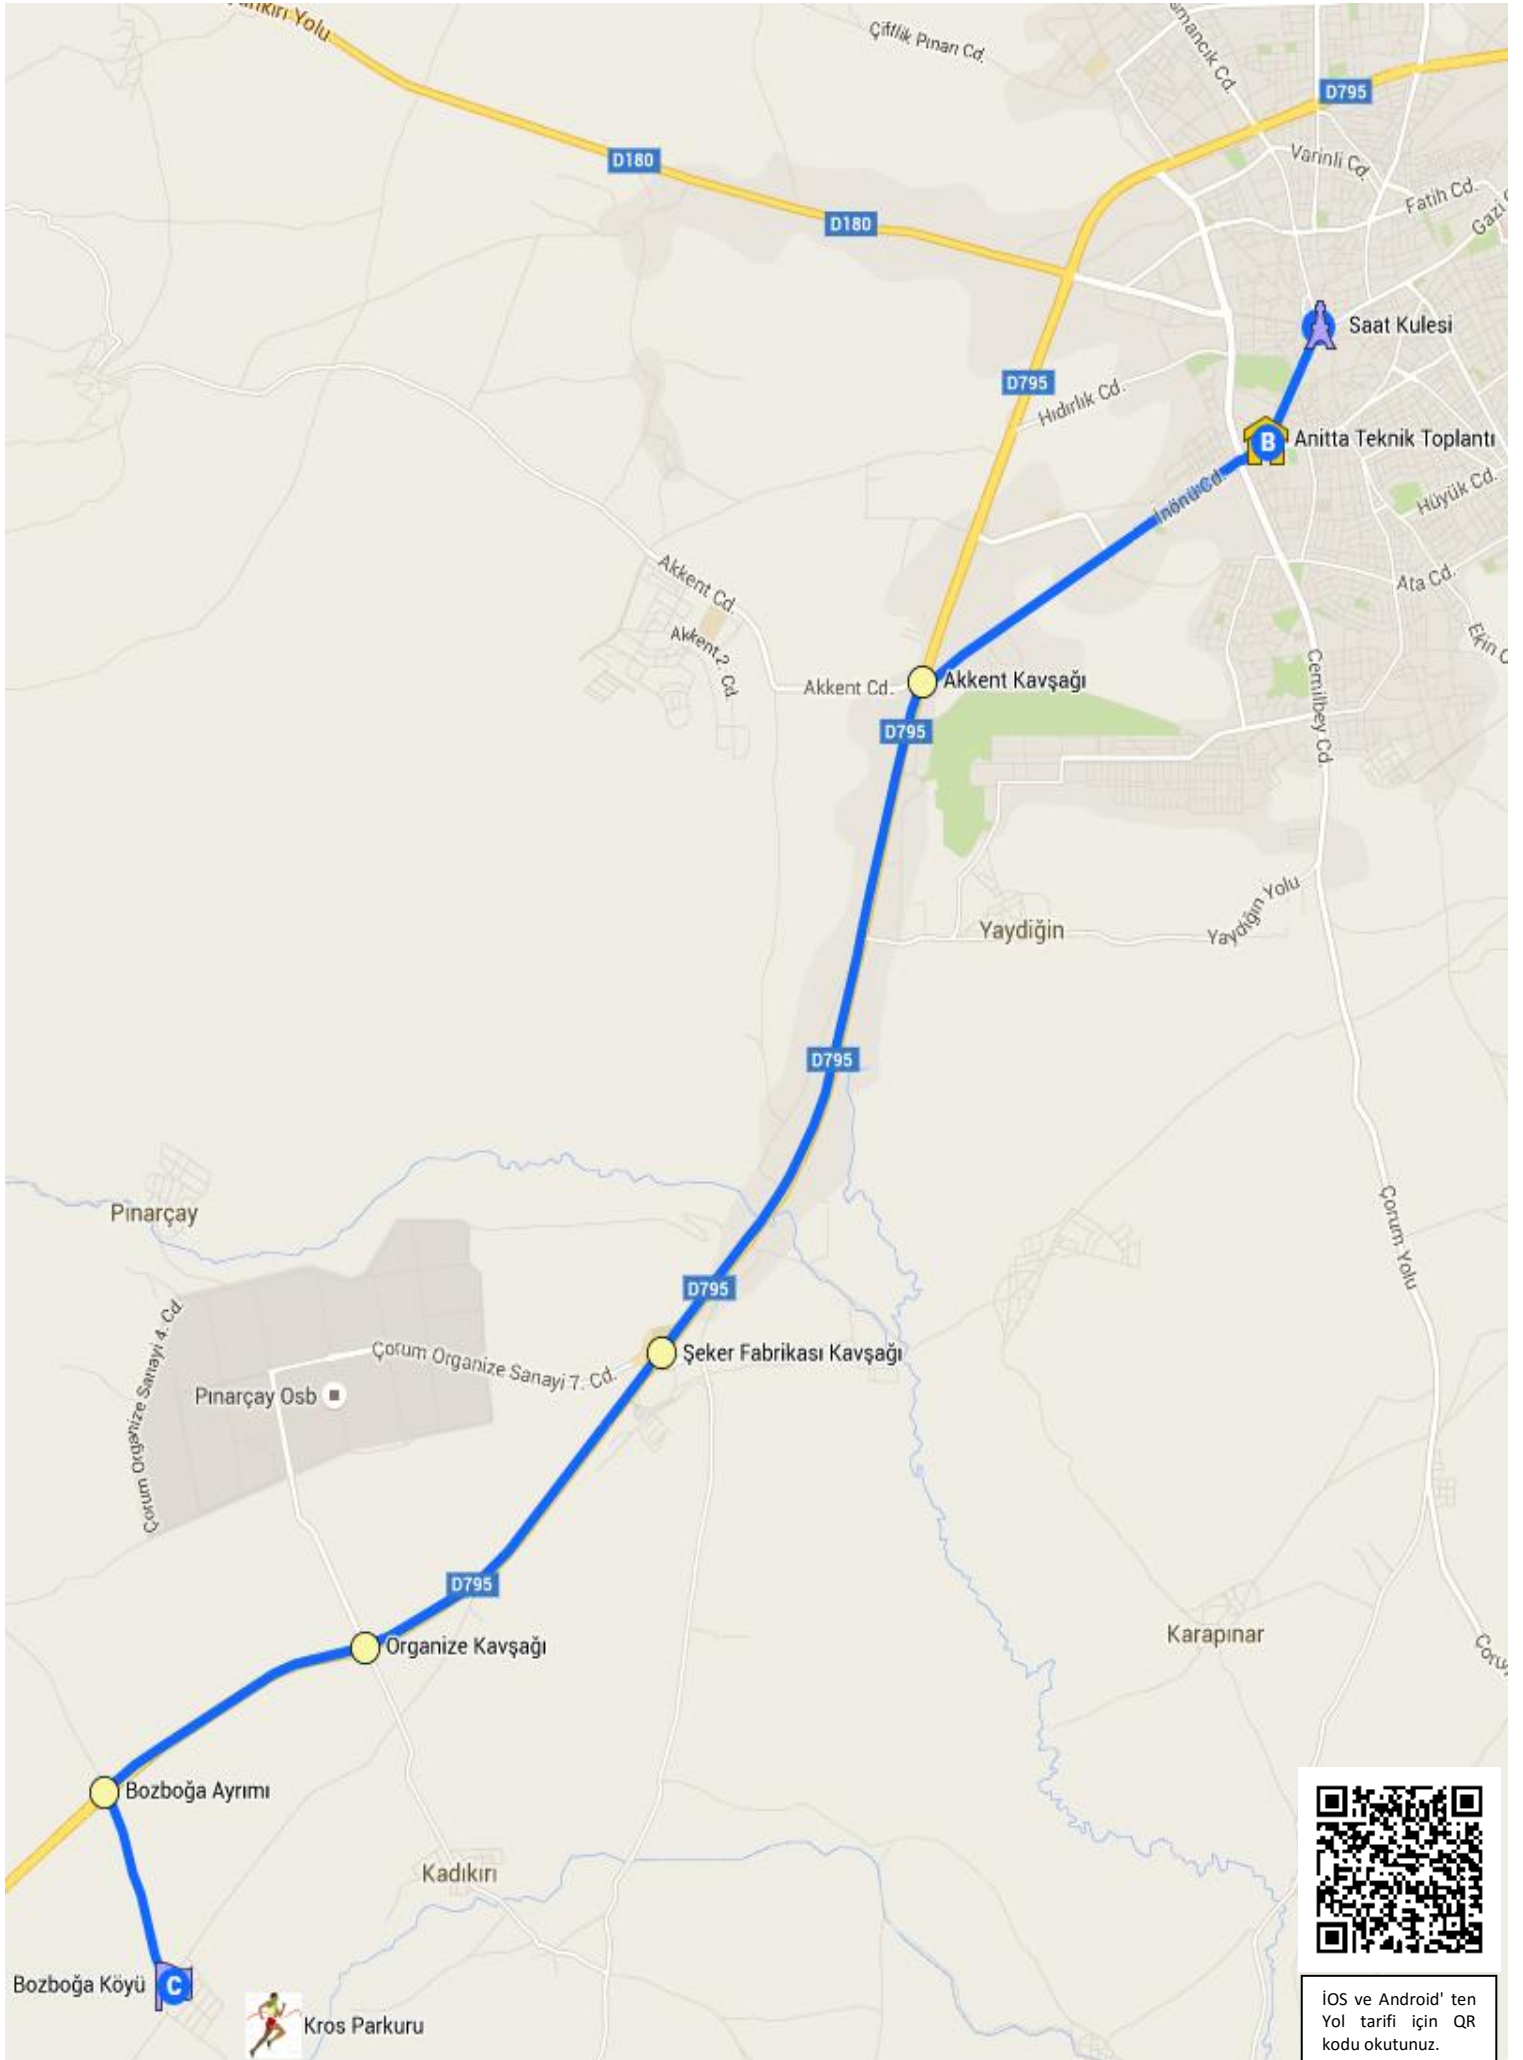 Çiftlik Pınarı Cd.
D795
D180
Varinli Cd.
Fatih Cd.
D180
Saat Kulesi
D795
Hıdırlık Cd.
B
Anitta Teknik Toplantı
İnönü Cd.
Hüyük Cd.
Ata Cd.
Akkent Cd.
Akkent 2. Cd.
Akkent Cd.
Akkent Kavşağı
Cemilbey Cd.
D795
Yaydiğin
Yaydiğin Yolu
D795
Pınarçay
Çorum Yolu
D795
Çorum Organize Sanayi 4. Cd.
Çorum Organize Sanayi 7. Cd.
Şeker Fabrikası Kavşağı
Pınarçay Osb
D795
Organize Kavşağı
Karapınar
Bozboğa Ayrımı
Kadıkırı
Bozboğa Köyü
C
Kros Parkuru
İOS ve Android' ten
Yol tarifi için QR
kodu okutunuz.